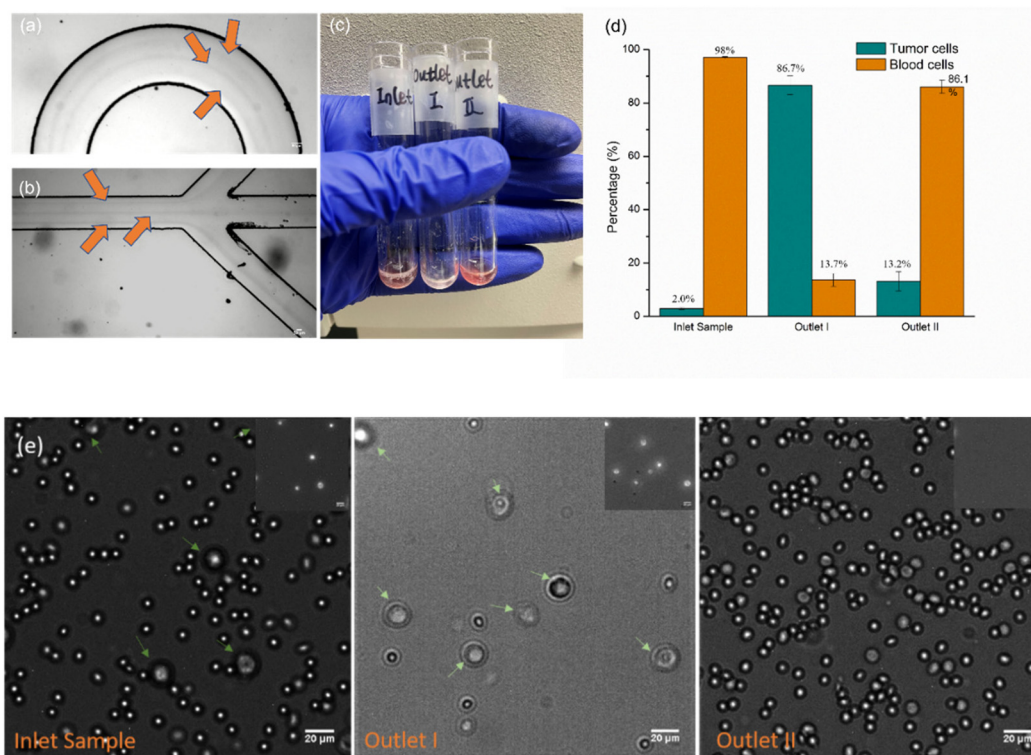 (a)
(b)
(c)
Inlet
Outlet
I
Outlet
II
(d)
Tumor cells
Blood cells
Percentage (%)
100
80
60
40
20
0
2.0%
98%
86.7%
13.7%
13.2%
86.1
%
Inlet Sample
Outlet I
Outlet II
(e)
Inlet Sample
20 μm
Outlet I
20 μm
Outlet II
20 μm